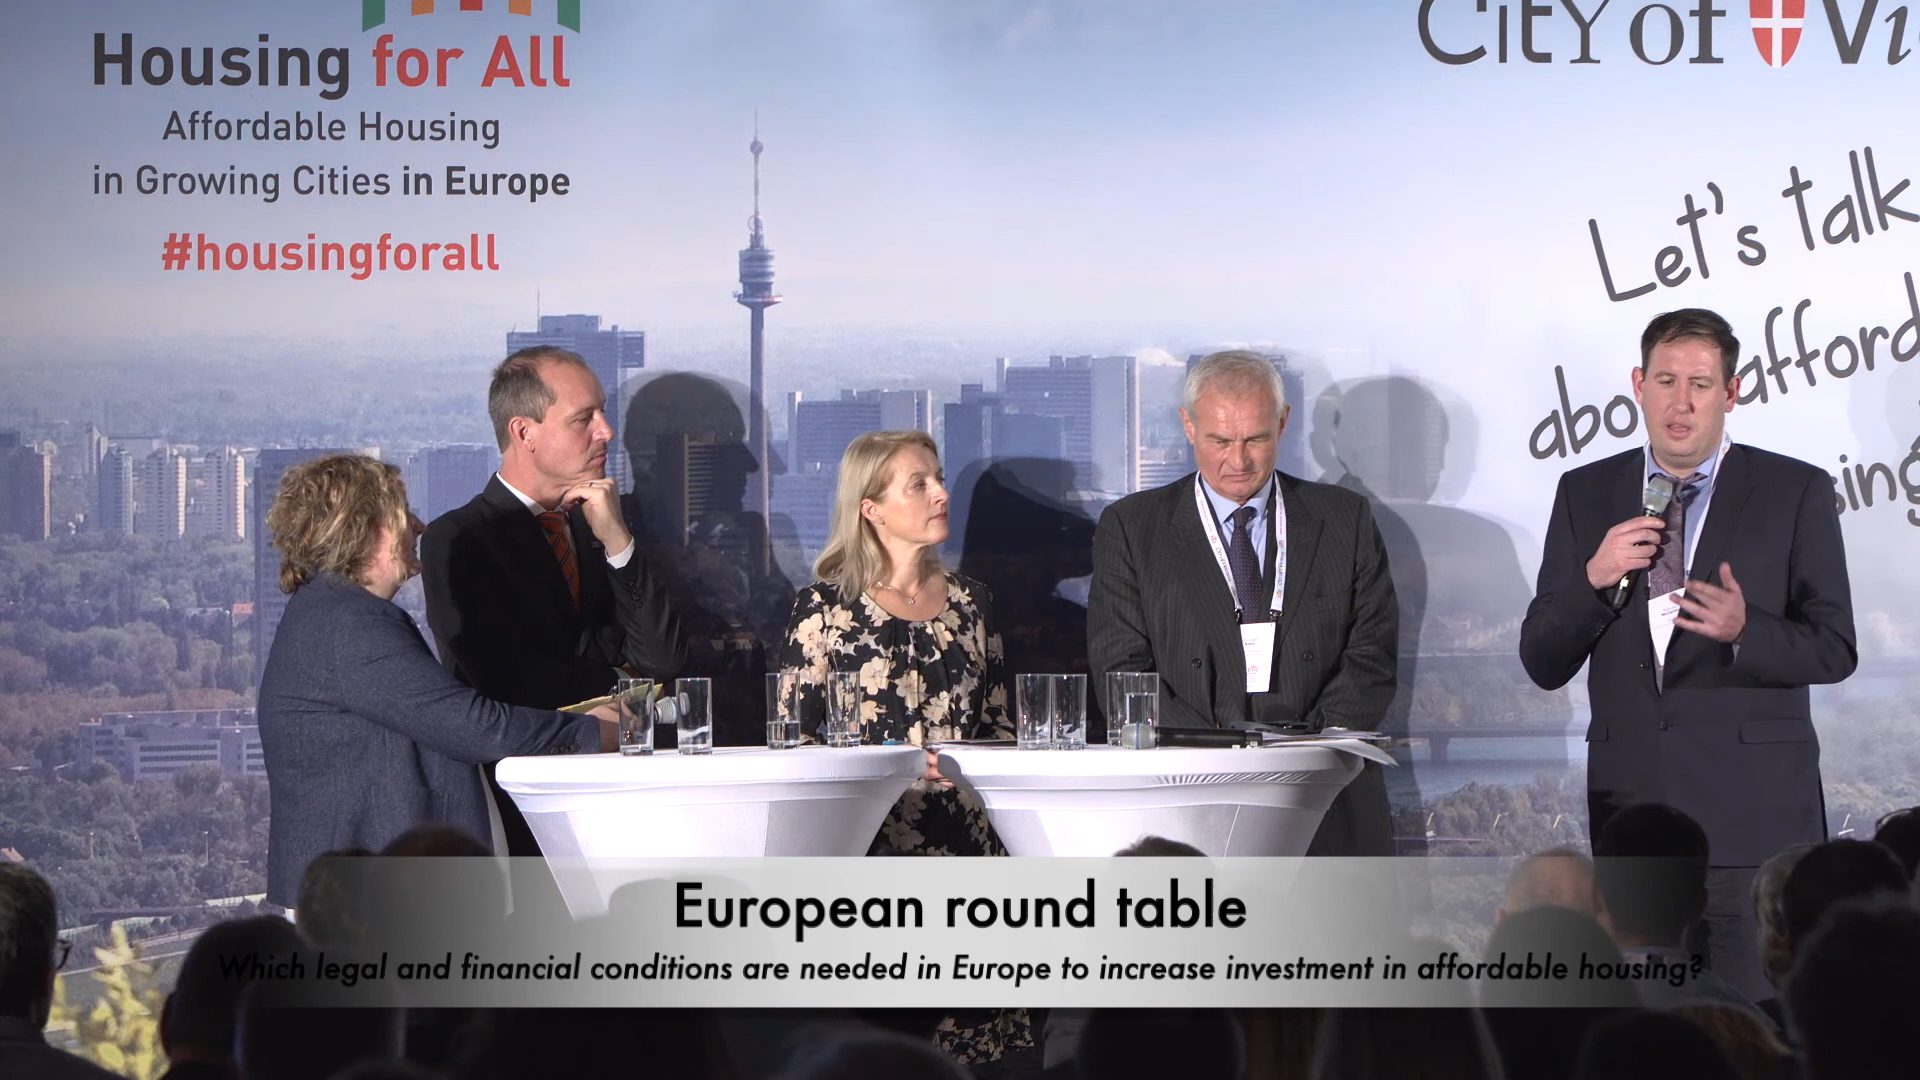 Housing for All
Affordable Housing
in Growing Cities in Europe
#housingforall
CitY of
Let's talk
sing
European round table
Which legal and financial conditions are needed in Europe to increase investment in affordable housing?